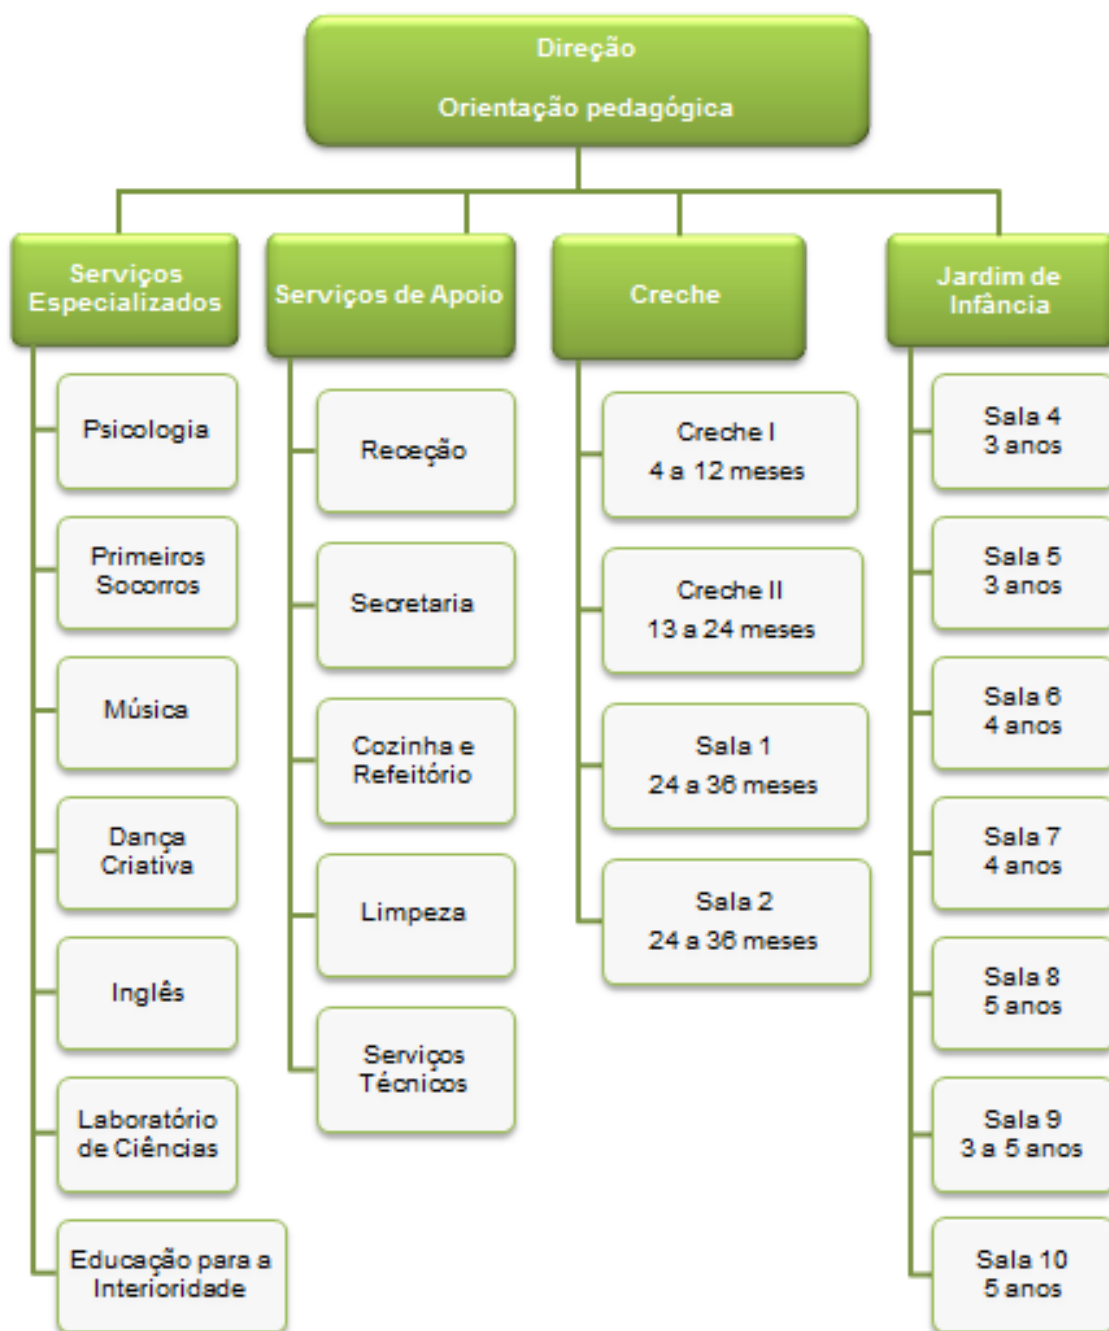 Direção
Orientação pedagógica
Serviços
Especializados
Psicologia
Primeiros
Socorros
Música
Dança
Criativa
Inglês
Laboratório
de Ciências
Educação para a
Interioridade
Serviços de Apoio
Receção
Secretaria
Cozinha e
Refeitório
Limpeza
Serviços
Técnicos
Creche
Creche I
4 a 12 meses
Creche II
13 a 24 meses
Sala 1
24 a 36 meses
Sala 2
24 a 36 meses
Jardim de
Infância
Sala 4
3 anos
Sala 5
3 anos
Sala 6
4 anos
Sala 7
4 anos
Sala 8
5 anos
Sala 9
3 a 5 anos
Sala 10
5 anos